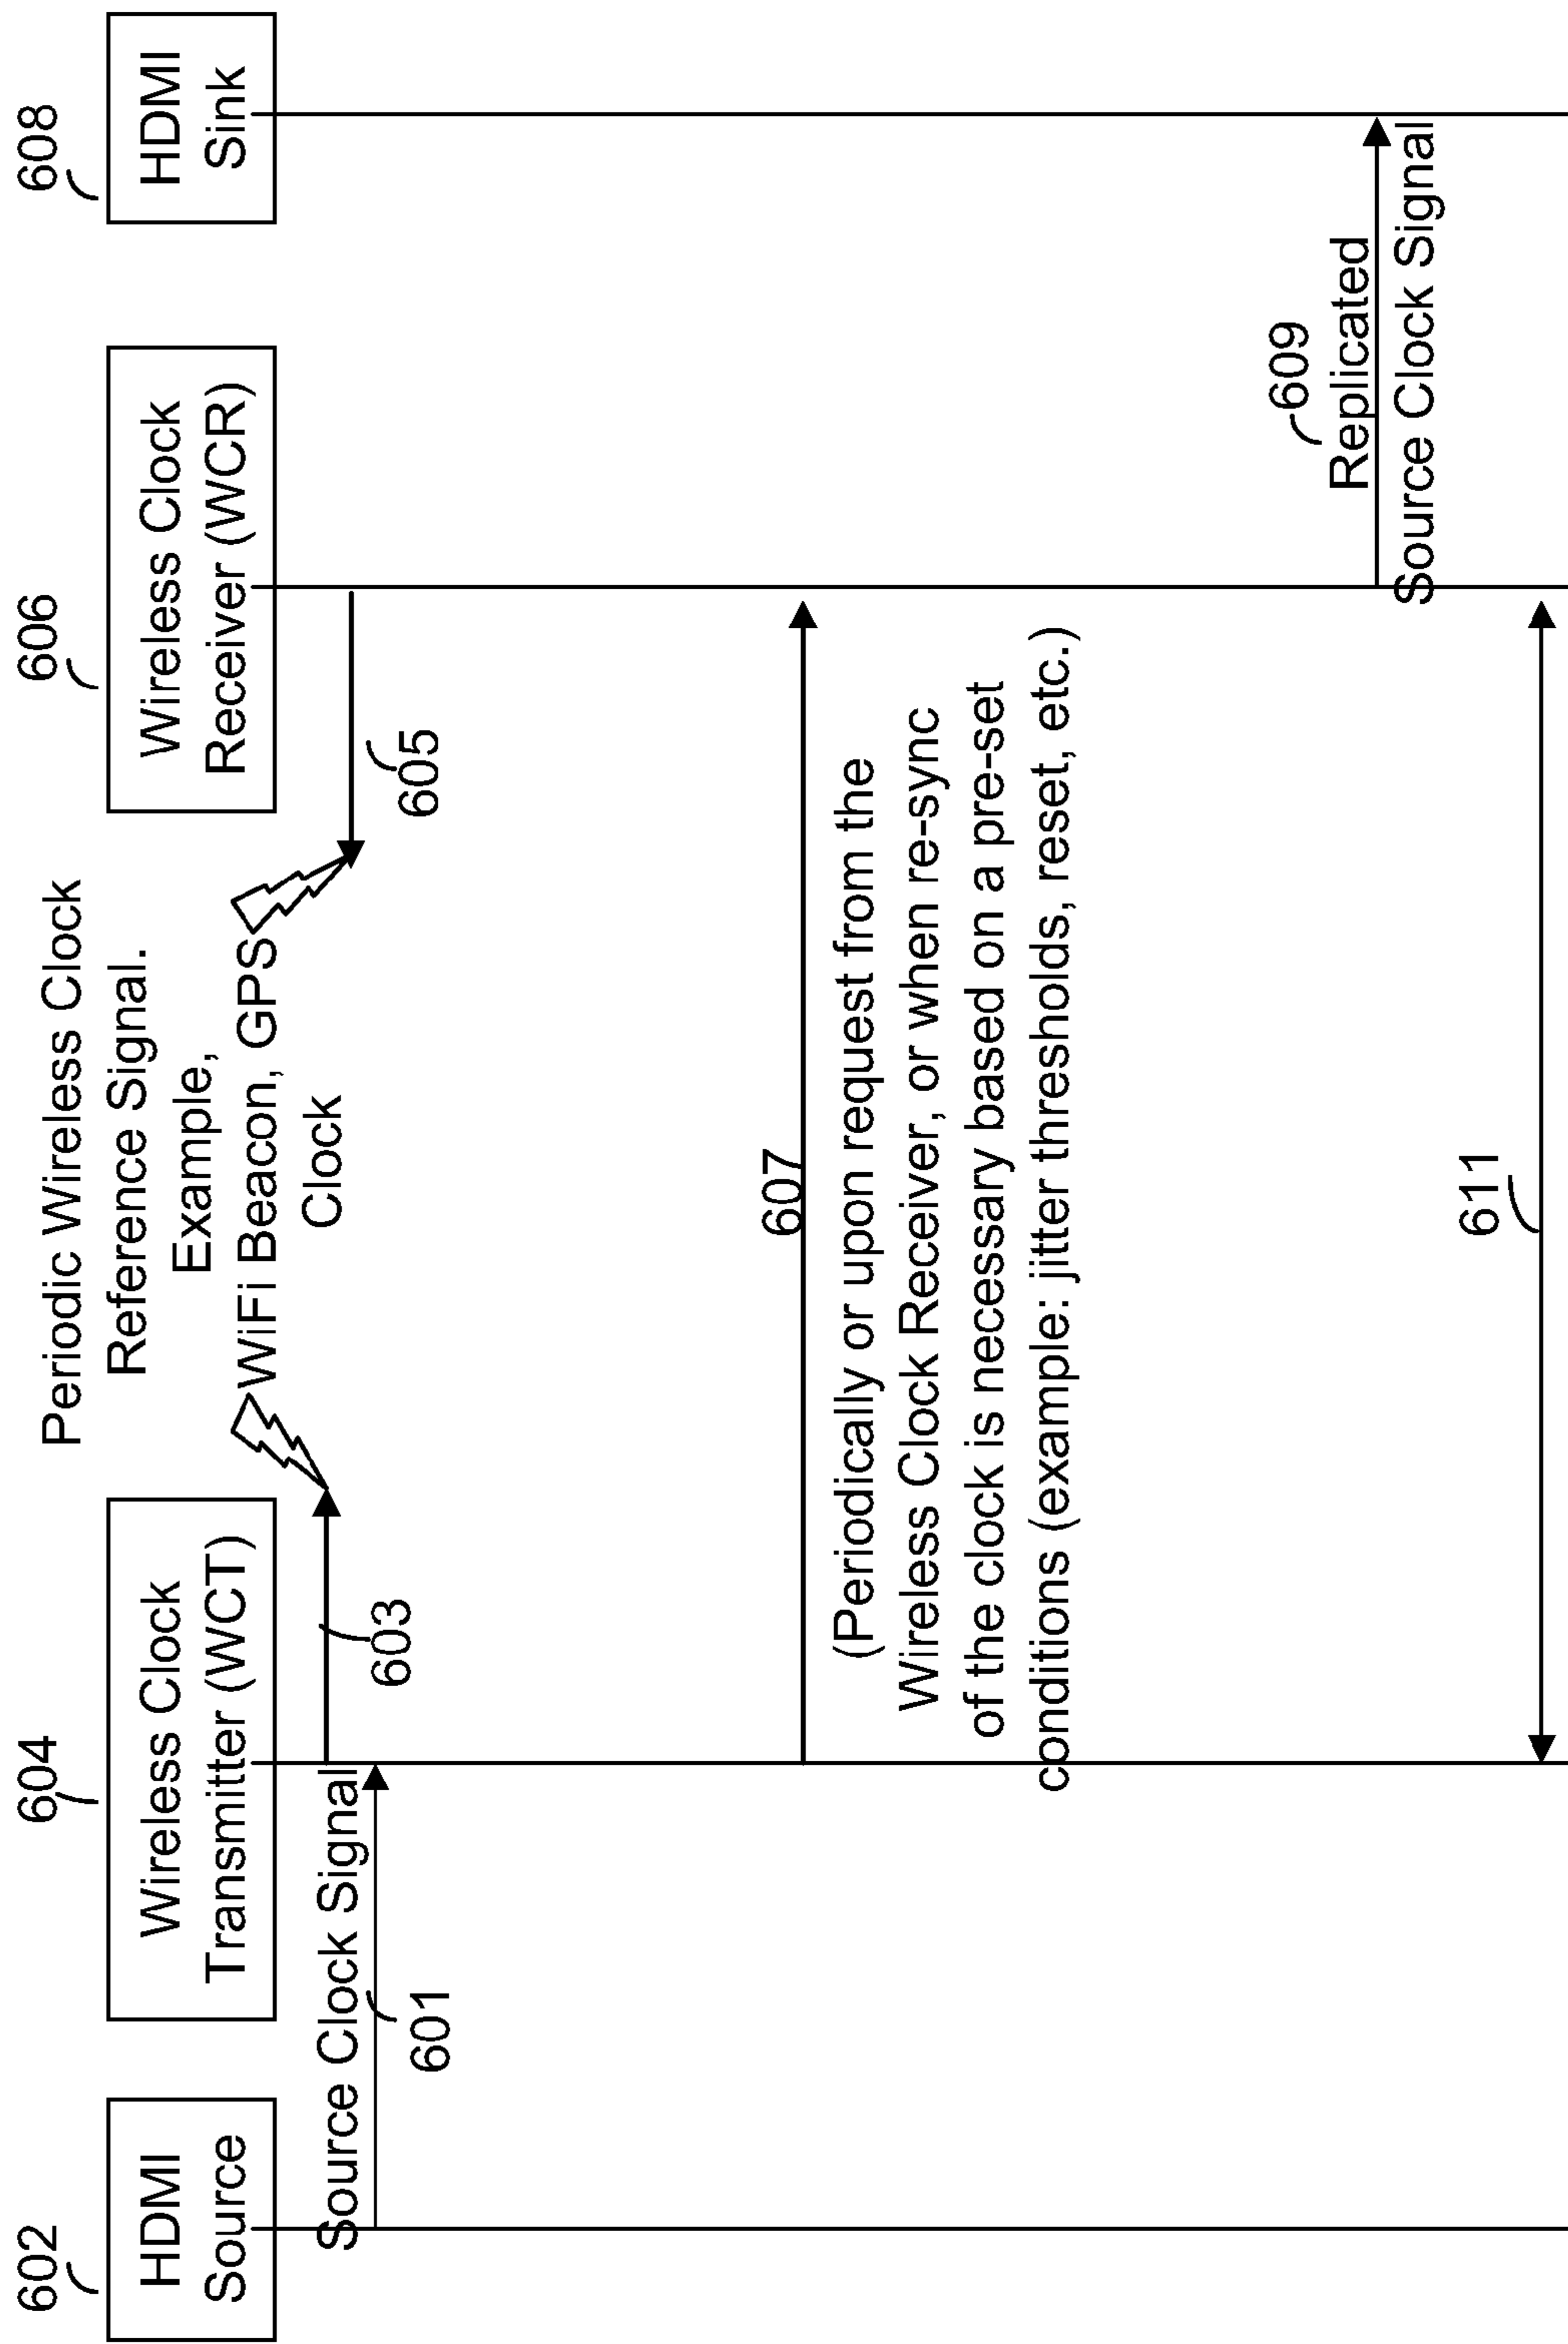 602
HDMI
Source
604
Wireless Clock
Transmitter (WCT)
Periodic Wireless Clock
Reference Signal.
Example,
WiFi Beacon, GPS
Clock
606
Wireless Clock
Receiver (WCR)
608
HDMI
Sink
Source Clock Signal
601
603
605
607
(Periodically or upon request from the
Wireless Clock Receiver, or when re-sync
of the clock is necessary based on a pre-set
conditions (example: jitter thresholds, reset, etc.)
609
Replicated
Source Clock Signal
611